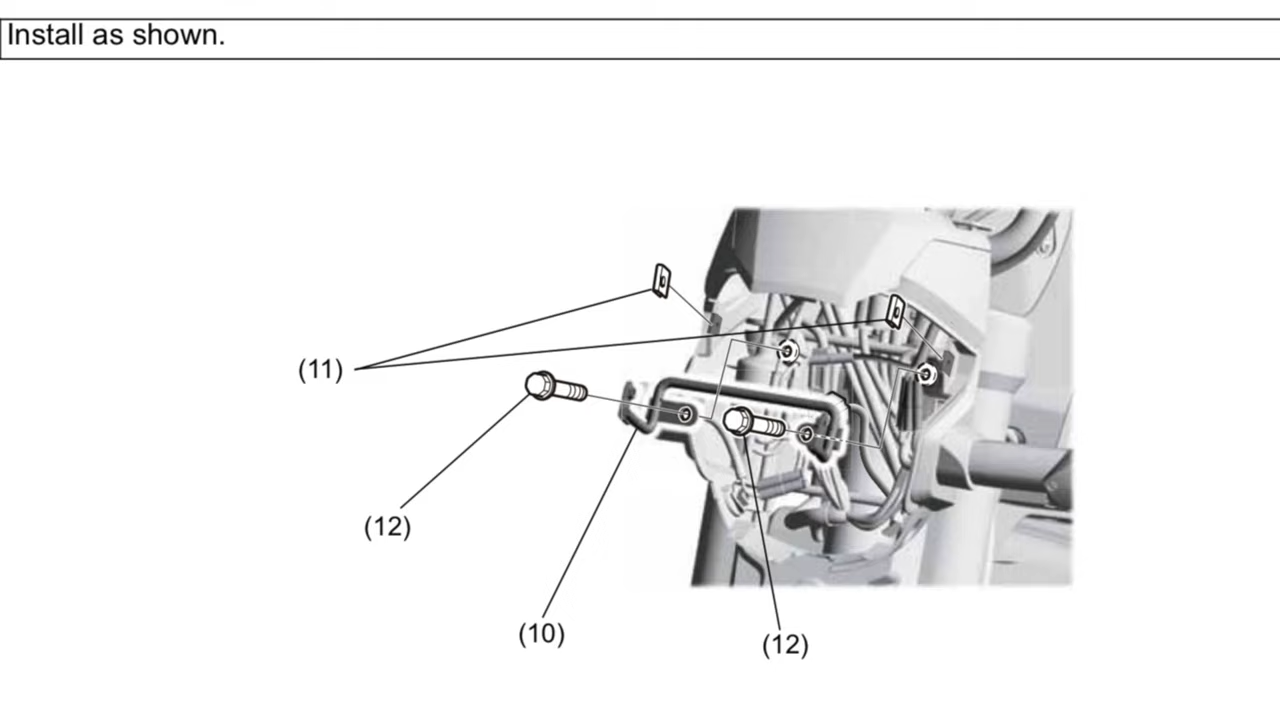 Install as shown.
(11)
(12)
(10)
(12)